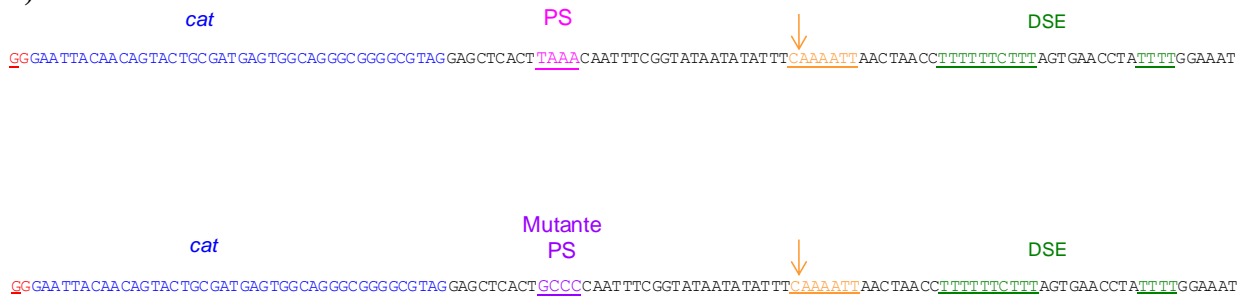 cat PS DSE
GGGAATTACAACAGTACTGCGATGAGTGGCAGGGCGGGGCGTAGGAGCTCACTTAAACAATTTCGGTATAATATATTTCAAAATTAACTAACCTTTTTTCTTTAGTGAACCTATTTTGGAAAT
Mutante
cat PS DSE
GGGAATTACAACAGTACTGCGATGAGTGGCAGGGCGGGGCGTAGGAGCTCACTGCCCCAATTTCGGTATAATATATTTCAAAATTAACTAACCTTTTTTCTTTAGTGAACCTATTTTGGAAAT